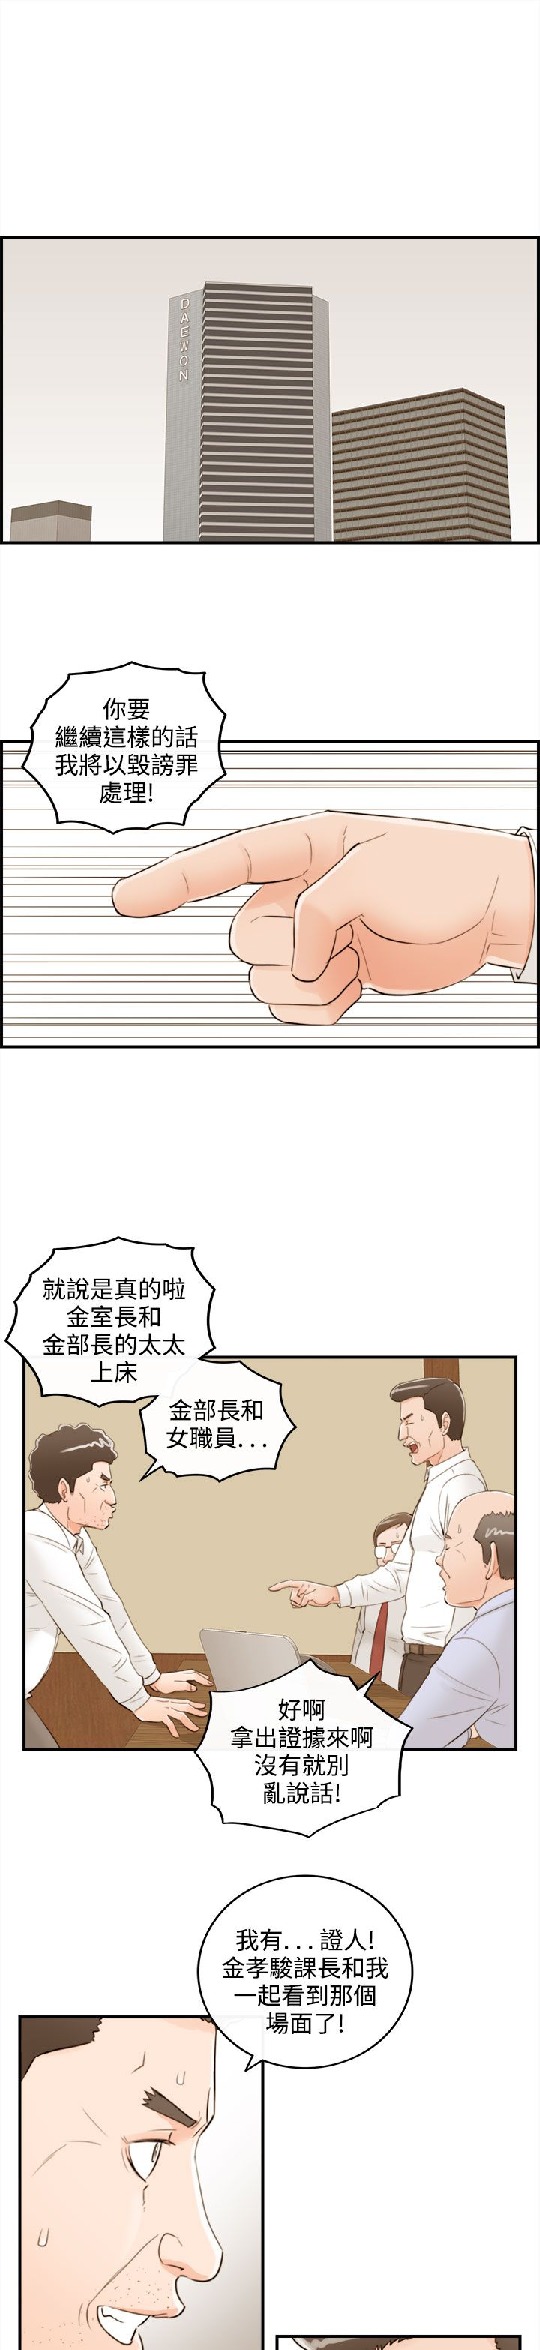 DAEWON
你要
繼續這樣的話
我將以毀謗罪
處理!
就說是真的啦
金室長和
金部長的太太
上床
金部長和
女職員...
好啊
拿出證據來啊
沒有就別
亂說話!
我有...證人!
金孝駿課長和我
一起看到那個
場面了!